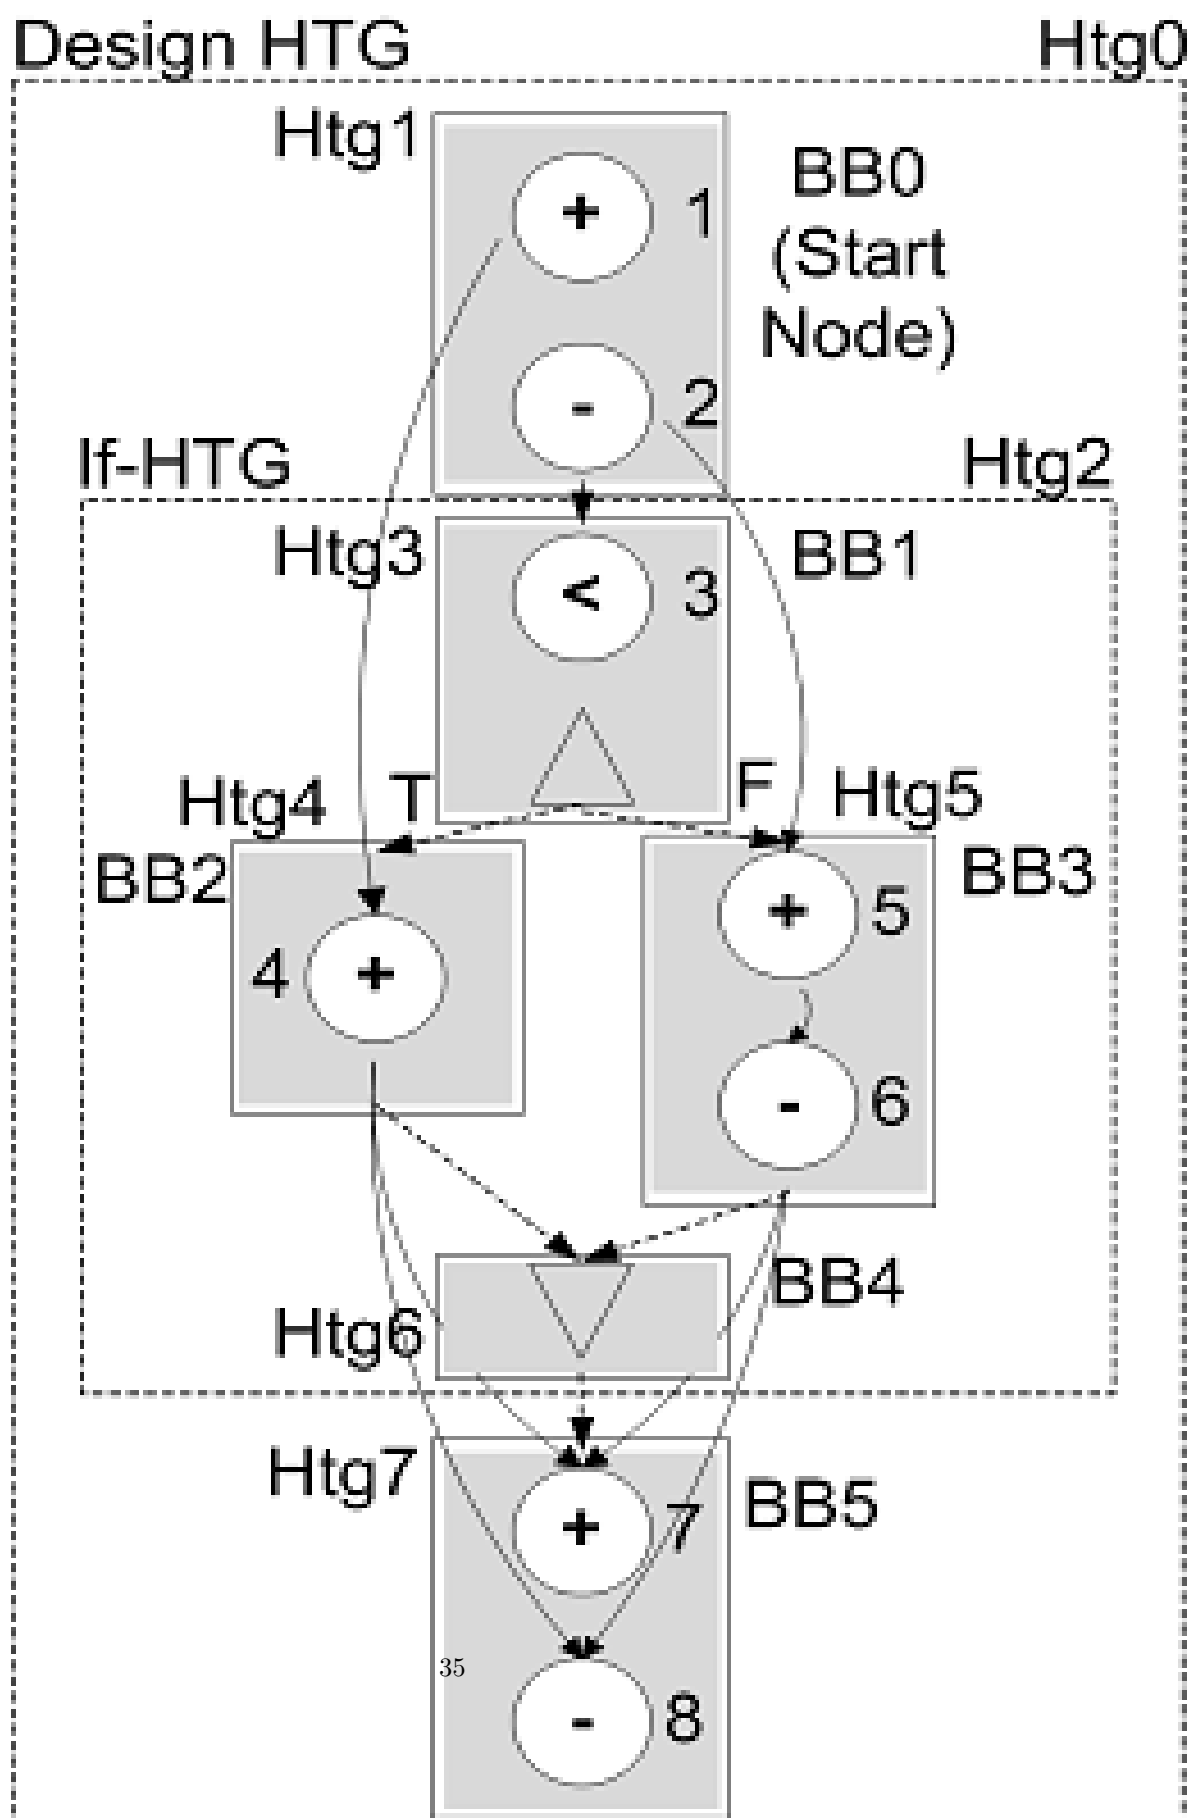 Design HTG
Htg0
Htg1
+
1
BB0
(Start
Node)
-
2
If-HTG
Htg2
Htg3
<
3
BB1
T
F
Htg4
Htg5
BB2
BB3
4
+
+
5
-
6
BB4
Htg6
Htg7
+
7
BB5
35
-
8